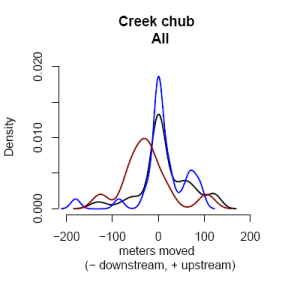 Creek chub
All
Density
0.020
0.010
0.000
−200 −100 0 100 200
meters moved
(− downstream, + upstream)